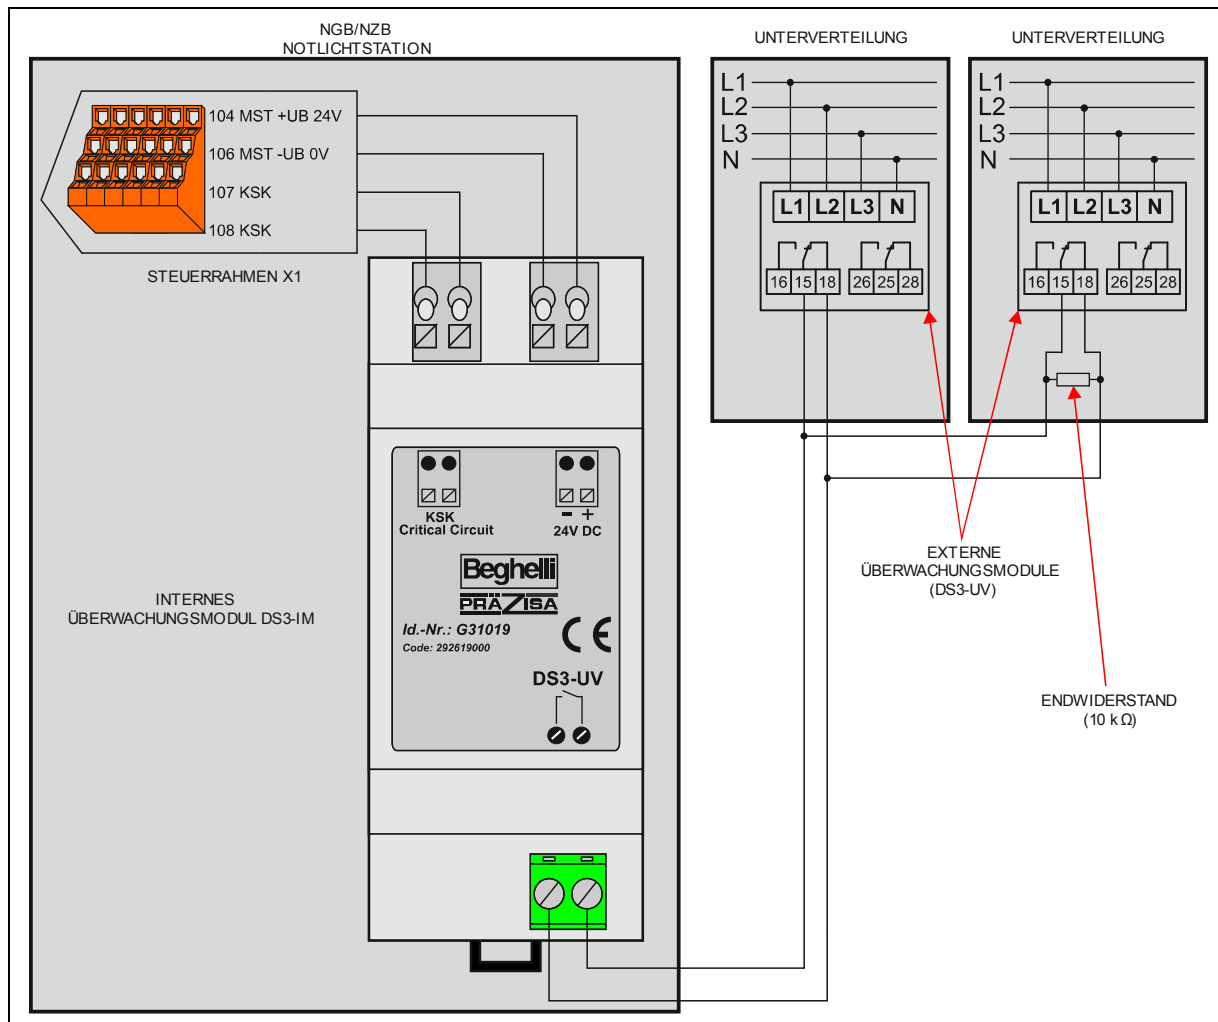 NGB/NZB
NOTLICHTSTATION
UNTERVERTEILUNG
UNTERVERTEILUNG
104 MST +UB 24V
106 MST -UB 0V
107 KSK
108 KSK
STEUERRAHMEN X1
L1
L2
L3
N
L1 L2 L3 N
16 15 18 26 25 28
L1
L2
L3
N
L1 L2 L3 N
16 15 18 26 25 28
KSK
Critical Circuit
- +
24V DC
Beghelli
PRÄZISA
Id.-Nr.: G31019
Code: 292619000
CE
DS3-UV
INTERNES
ÜBERWACHUNGSMODUL DS3-IM
EXTERNE
ÜBERWACHUNGSMODULE
(DS3-UV)
ENDWIDERSTAND
(10 k Ω)